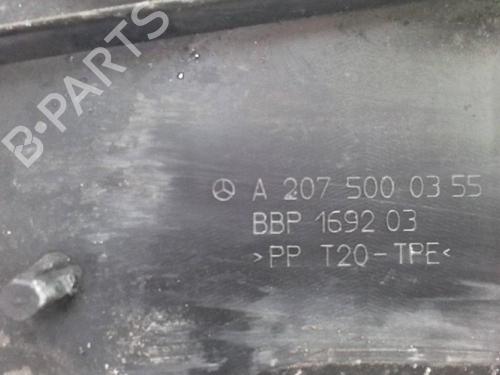 B-PARTS
A 207 500 03 55
BBP 1692 03
>PP T20-TPE<